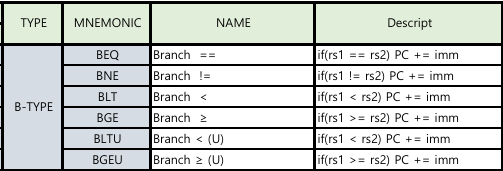 TYPE MNEMONIC NAME Descript
BEQ Branch == if(rs1 == rs2) PC += imm
BNE Branch != if(rs1 != rs2) PC += imm
BLT Branch < if(rs1 < rs2) PC += imm
B-TYPE
BGE Branch ≥ if(rs1 >= rs2) PC += imm
BLTU Branch < (U) if(rs1 < rs2) PC += imm
BGEU Branch ≥ (U) if(rs1 >= rs2) PC += imm